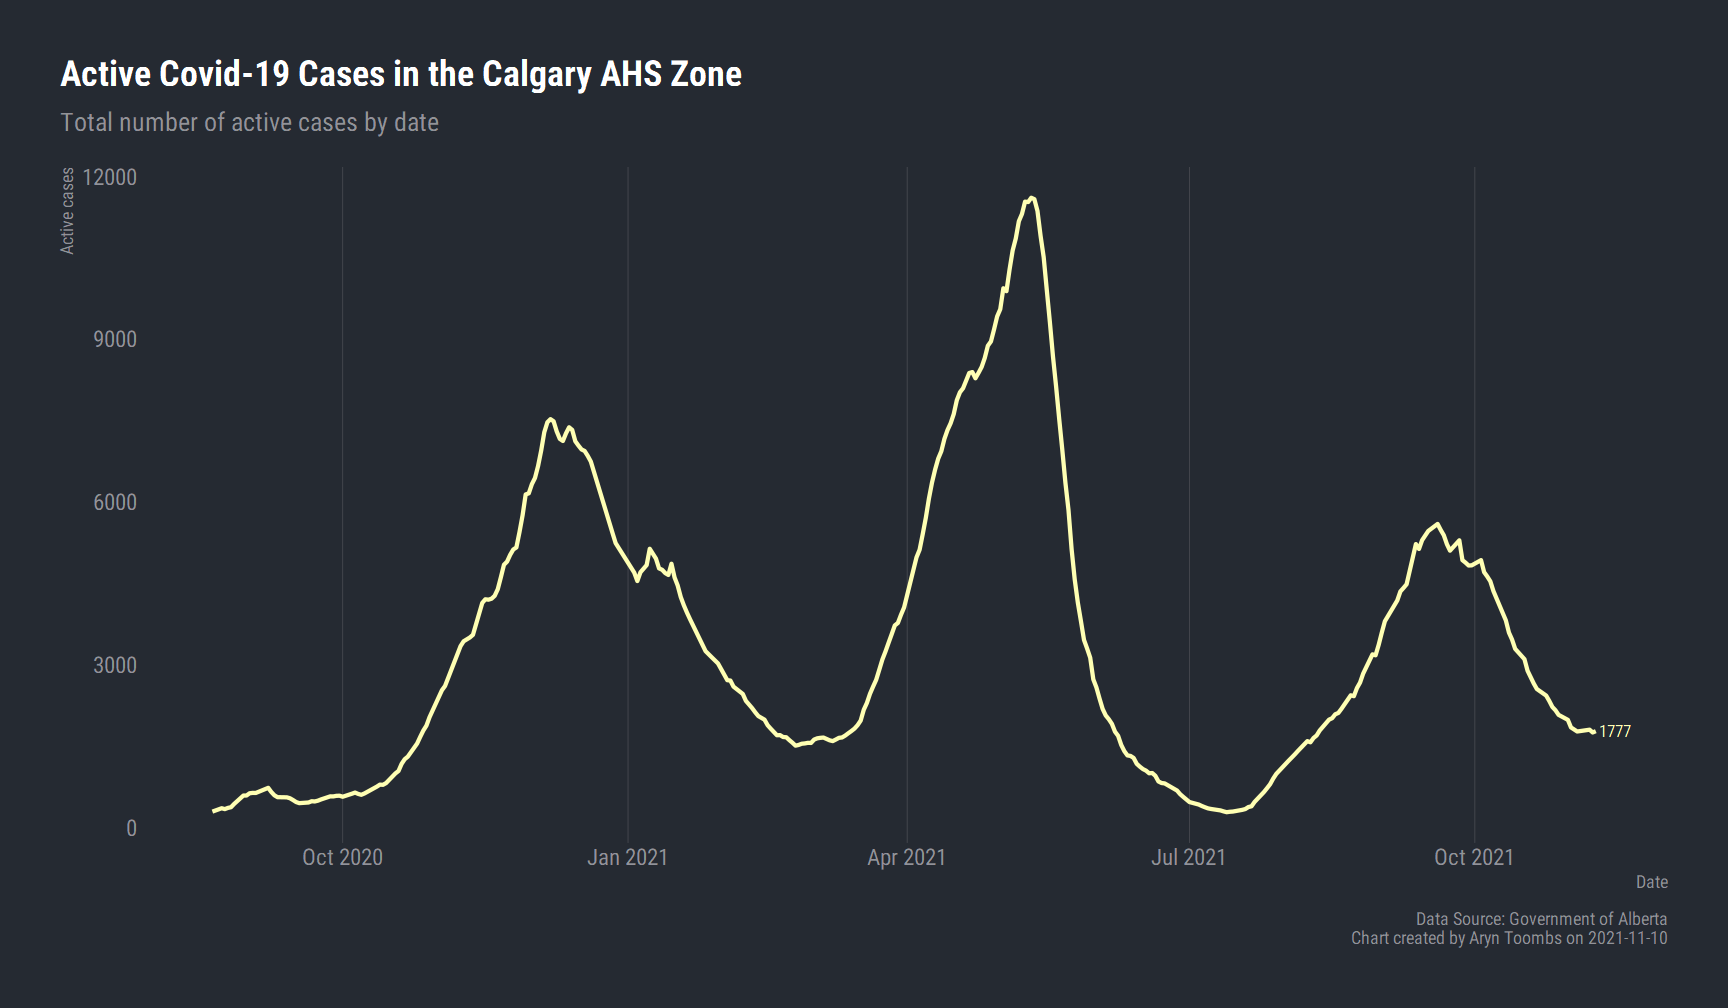 Active Covid-19 Cases in the Calgary AHS Zone
Total number of active cases by date
Active cases
12000
9000
6000
3000
0
1777
Oct 2020
Jan 2021
Apr 2021
Jul 2021
Oct 2021
Date
Data Source: Government of Alberta
Chart created by Aryn Toombs on 2021-11-10